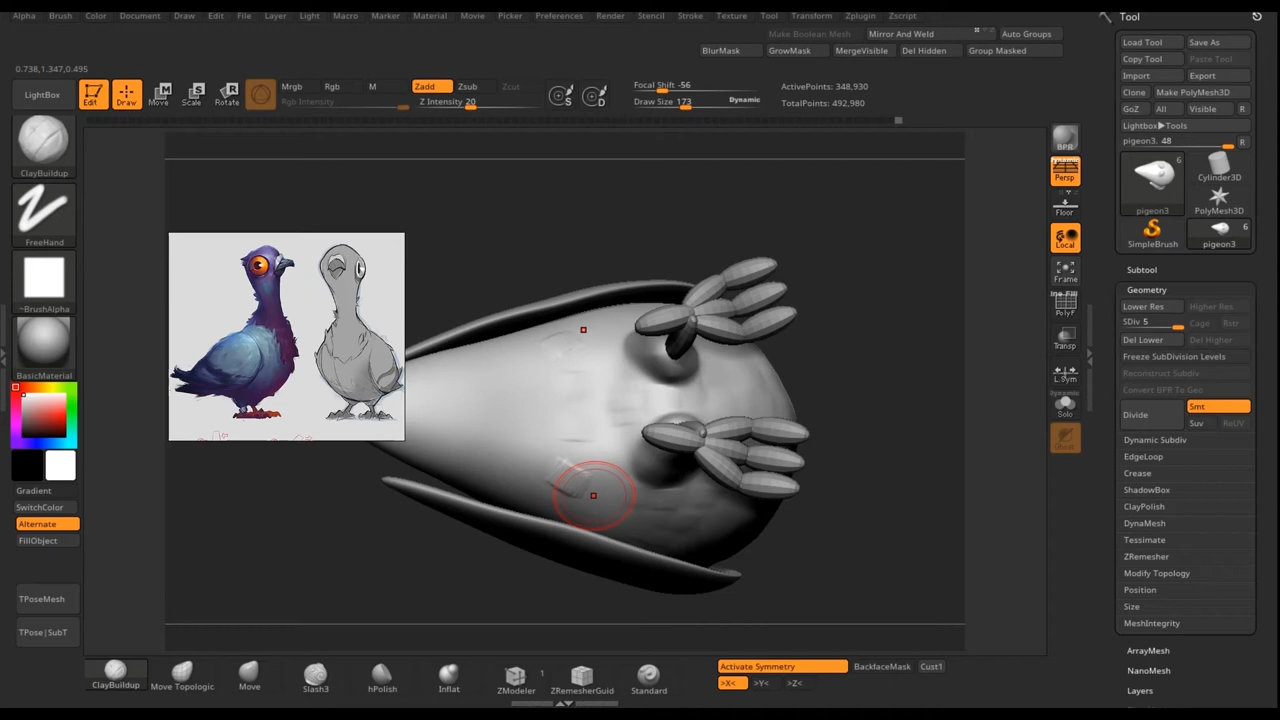 Alpha Brush Color Document Draw Edit File Layer Light Macro Marker Material Movie Picker Preferences Render Stencil Stroke Texture Tool Transform Zplugin Zscript
Tool
Make Boolean Mesh Mirror And Weld Auto Groups
BlurMask GrowMask MergeVisible Del Hidden Group Masked
0.738,1.347,0.495
LightBox
Edit Draw Move Scale Rotate
Mrgb Rgb M
Rgb Intensity
Zadd Zsub Zcut
Z Intensity 20
S D
Focal Shift -56
Draw Size 173 Dynamic
ActivePoints: 348,930
TotalPoints: 492,980
Load Tool Save As
Copy Tool Paste Tool
Import Export
Clone Make PolyMesh3D
GoZ All Visible R
Lightbox▶Tools
pigeon3. 48 R
6
pigeon3
Cylinder3D
PolyMesh3D
SimpleBrush
6
pigeon3
Subtool
Geometry
Lower Res Higher Res
SDiv 5 Cage Rstr
Del Lower Del Higher
Freeze SubDivision Levels
Reconstruct Subdiv
Convert BPR To Geo
Divide
Smt
Suv ReUV
Dynamic Subdiv
EdgeLoop
Crease
ShadowBox
ClayPolish
DynaMesh
Tessimate
ZRemesher
Modify Topology
Position
Size
MeshIntegrity
ArrayMesh
NanoMesh
Layers
ClayBuildup
FreeHand
~BrushAlpha
BasicMaterial
Gradient
SwitchColor
Alternate
FillObject
TPoseMesh
TPose|SubT
BPR
Dynamic
Persp
Floor
Local
Frame
Line Fill
PolyF
Transp
L.Sym
Dynamic
Solo
Ghost
ClayBuildup Move Topologic Move Slash3 hPolish Inflat ZModeler 1 ZRemesherGuid Standard
Activate Symmetry BackfaceMask Cust1
>X< >Y< >Z<